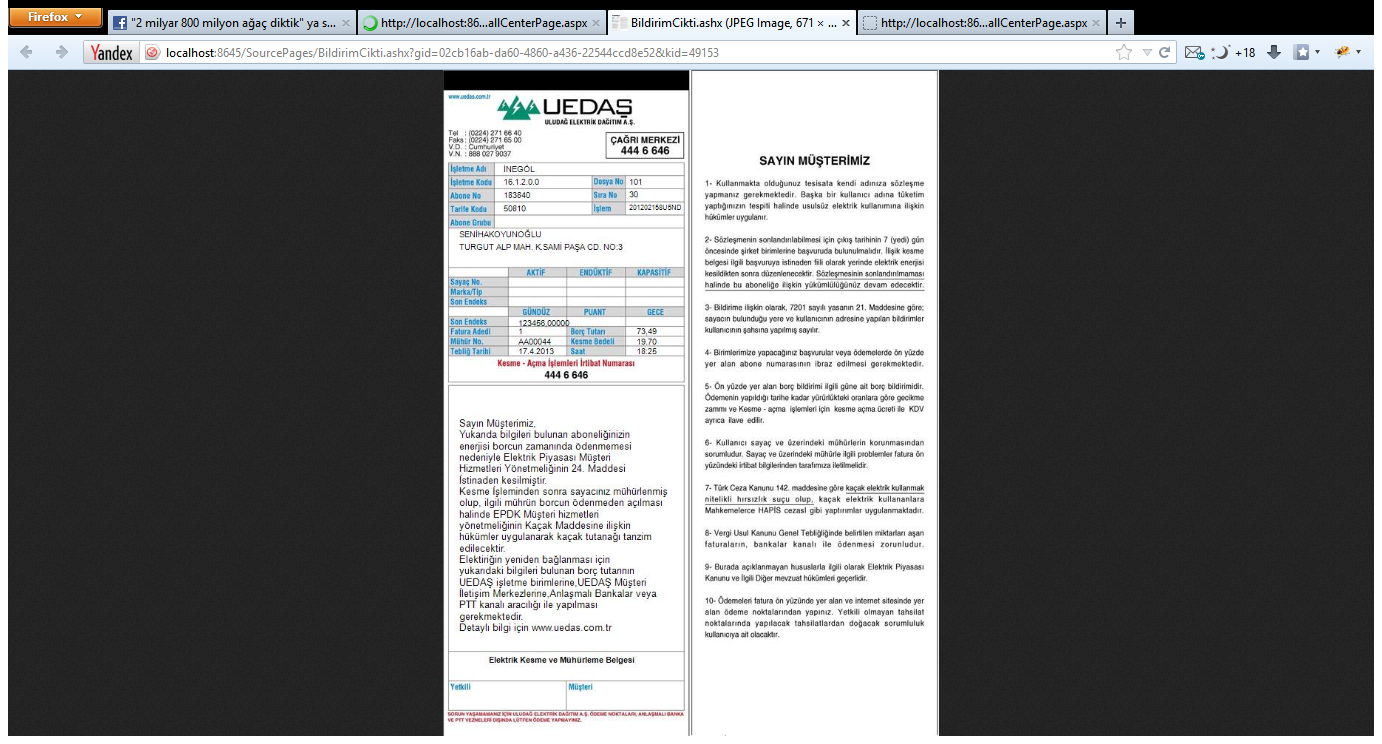 Firefox
"2 milyar 800 milyon ağaç diktik" ya s...
http://localhost:86...allCenterPage.aspx
BildirimCikti.ashx (JPEG Image, 671 × ...
http://localhost:86...allCenterPage.aspx
Yandex
localhost:8645/SourcePages/BildirimCikti.ashx?gid=02cb16ab-da60-4860-a436-22544ccd8e52&kid=49153
+18
www.uedas.com.tr
UEDAŞ
ULUDAĞ ELEKTRİK DAĞITIM A.Ş.
Tel : (0224) 271 66 40
Faks : (0224) 271 65 00
V.D. : Cumhuriyet
V.N. : 888 027 9037
ÇAĞRI MERKEZİ
444 6 646
İşletme Adı İNEGÖL
İşletme Kodu 16.1.2.0.0 Dosya No 101
Abone No 183840 Sıra No 30
Tarife Kodu 50810 İşlem 201202158U5ND
Abone Grubu
SENİHAKOYUNOĞLU
TURGUT ALP MAH. K.SAMİ PAŞA CD. NO:3
AKTİF ENDÜKTİF KAPASİTİF
Sayaç No.
Marka/Tip
Son Endeks
GÜNDÜZ PUANT GECE
Son Endeks 123456,00000
Fatura Adedi 1 Borç Tutarı 73,49
Mühür No. AA00044 Kesme Bedeli 19,70
Tebliğ Tarihi 17.4.2013 Saat 18:25
Kesme - Açma İşlemleri İrtibat Numarası
444 6 646
Sayın Müşterimiz,
Yukarıda bilgileri bulunan aboneliğinizin
enerjisi borcun zamanında ödenmemesi
nedeniyle Elektrik Piyasası Müşteri
Hizmetleri Yönetmeliğinin 24. Maddesi
İstinaden kesilmiştir.
Kesme İşleminden sonra sayacınız mühürlenmiş
olup, ilgili mührün borcun ödenmeden açılması
halinde EPDK Müşteri hizmetleri
yönetmeliğinin Kaçak Maddesine ilişkin
hükümler uygulanarak kaçak tutanağı tanzim
edilecektir.
Elektiriğin yeniden bağlanması için
yukarıdaki bilgileri bulunan borç tutarının
UEDAŞ işletme birimlerine,UEDAŞ Müşteri
İletişim Merkezlerine,Anlaşmalı Bankalar veya
PTT kanalı aracılığı ile yapılması
gerekmektedir.
Detaylı bilgi için www.uedas.com.tr
Elektrik Kesme ve Mühürleme Belgesi
Yetkili Müşteri
SORUN YAŞAMAMANIZ İÇİN ULUDAĞ ELEKTRİK DAĞITIM A.Ş. ÖDEME NOKTALARI, ANLAŞMALI BANKA
VE PTT VEZNELERİ DIŞINDA LÜTFEN ÖDEME YAPMAYINIZ.
SAYIN MÜŞTERİMİZ
1- Kullanmakta olduğunuz tesisata kendi adınıza sözleşme
yapmanız gerekmektedir. Başka bir kullanıcı adına tüketim
yaptığınızın tespiti halinde usulsüz elektrik kullanımına ilişkin
hükümler uygulanır.
2- Sözleşmenin sonlandırılabilmesi için çıkış tarihinin 7 (yedi) gün
öncesinde şirket birimlerine başvuruda bulunulmalıdır. İlişik kesme
belgesi ilgili başvuruya istinaden fiili olarak yerinde elektrik enerjisi
kesildikten sonra düzenlenecektir. Sözleşmesinin sonlandırılmaması
halinde bu aboneliğe ilişkin yükümlülüğünüz devam edecektir.
3- Bildirime ilişkin olarak, 7201 sayılı yasanın 21. Maddesine göre;
sayacın bulunduğu yere ve kullanıcının adresine yapılan bildirimler
kullanıcının şahsına yapılmış sayılır.
4- Birimlerimize yapacağınız başvurular veya ödemelerde ön yüzde
yer alan abone numarasının ibraz edilmesi gerekmektedir.
5- Ön yüzde yer alan borç bildirimi ilgili güne ait borç bildirimidir.
Ödemenin yapıldığı tarihe kadar yürürlükteki oranlara göre gecikme
zammı ve Kesme - açma işlemleri için kesme açma ücreti ile KDV
ayrıca ilave edilir.
6- Kullanıcı sayaç ve üzerindeki mühürlerin korunmasından
sorumludur. Sayaç ve üzerindeki mühürle ilgili problemler fatura ön
yüzündeki irtibat bilgilerinden tarafımıza iletilmelidir.
7- Türk Ceza Kanunu 142. maddesine göre kaçak elektrik kullanmak
nitelikli hırsızlık suçu olup, kaçak elektrik kullananlara
Mahkemelerce HAPİS cezasI gibi yaptırımlar uygulanmaktadır.
8- Vergi Usul Kanunu Genel Tebliğliğinde belirtilen miktarları aşan
faturaların, bankalar kanalı ile ödenmesi zorunludur.
9- Burada açıklanmayan hususlarla ilgili olarak Elektrik Piyasası
Kanunu ve İlgili Diğer mevzuat hükümleri geçerlidir.
10- Ödemeleri fatura ön yüzünde yer alan ve internet sitesinde yer
alan ödeme noktalarından yapınız. Yetkili olmayan tahsilat
noktalarında yapılacak tahsilatlardan doğacak sorumluluk
kullanıcıya ait olacaktır.